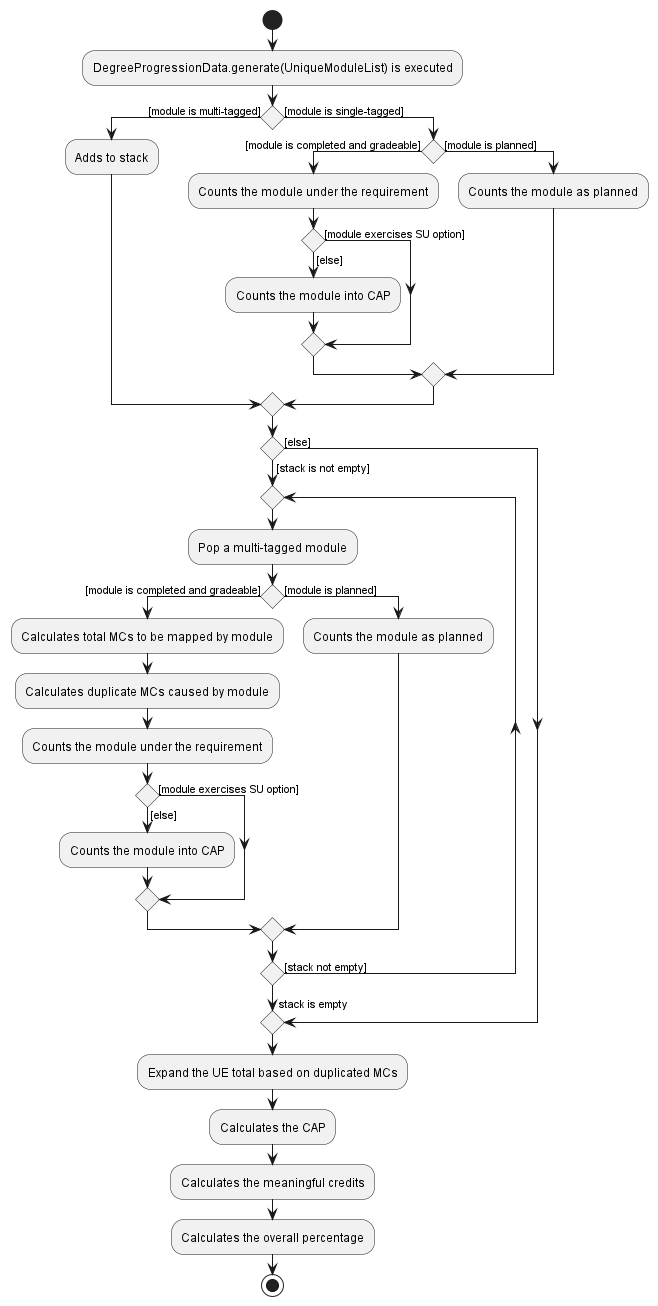 DegreeProgressionData.generate(UniqueModuleList) is executed
[module is multi-tagged]
[module is single-tagged]
Adds to stack
[module is completed and gradeable]
[module is planned]
Counts the module under the requirement
Counts the module as planned
[module exercises SU option]
[else]
Counts the module into CAP
[else]
[stack is not empty]
Pop a multi-tagged module
[module is completed and gradeable]
[module is planned]
Calculates total MCs to be mapped by module
Counts the module as planned
Calculates duplicate MCs caused by module
Counts the module under the requirement
[module exercises SU option]
[else]
Counts the module into CAP
[stack not empty]
stack is empty
Expand the UE total based on duplicated MCs
Calculates the CAP
Calculates the meaningful credits
Calculates the overall percentage